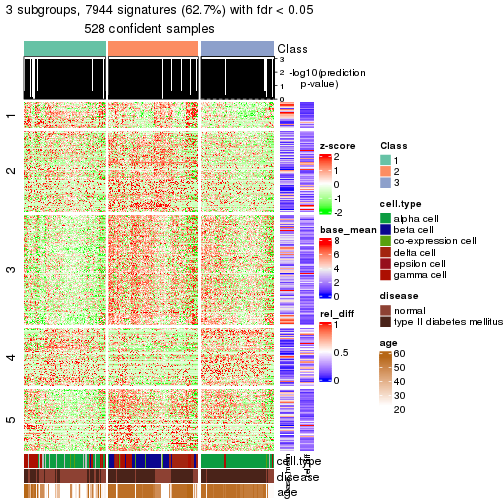 3 subgroups, 7944 signatures (62.7%) with fdr < 0.05
528 confident samples
Class
3
2
1
0
-log10(prediction
p-value)
1
2
3
4
5
z-score
2
1
0
-1
-2
base_mean
8
6
4
2
0
rel_diff
1
0.5
0
Class
1
2
3
cell.type
alpha cell
beta cell
co-expression cell
delta cell
epsilon cell
gamma cell
disease
normal
type II diabetes mellitus
age
60
50
40
30
20
cell.type
disease
age